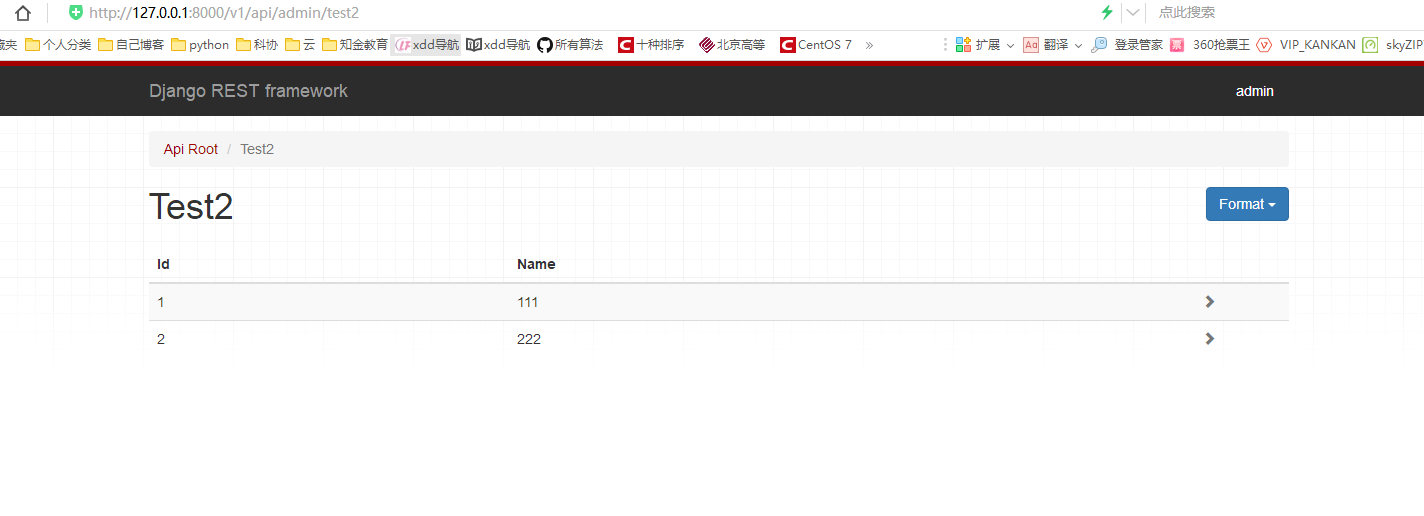 http://127.0.0.1:8000/v1/api/admin/test2 点此搜索
藏夹 个人分类 自己博客 python 科协 云 知金教育 xdd导航 xdd导航 所有算法 十种排序 北京高等 CentOS 7 » 扩展 Aa 翻译 登录管家 票 360抢票王 VIP_KANKAN skyZIP
Django REST framework admin
Api Root / Test2
Test2 Format
Id Name
1 111
2 222